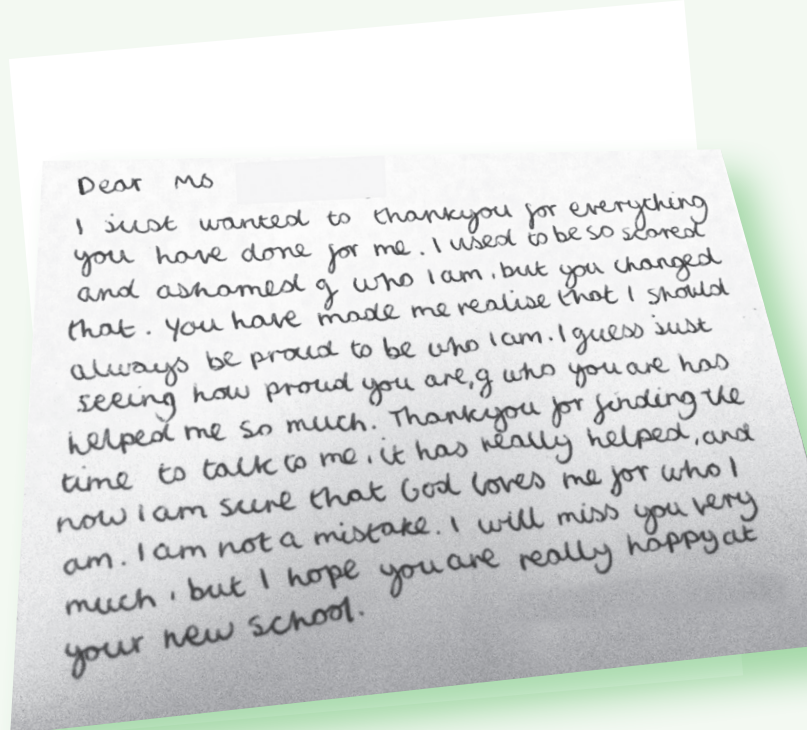 Dear Ms
I just wanted to thankyou for everything
you have done for me. I used to be so scared
and ashamed of who I am, but you changed
that. You have made me realise that I should
always be proud to be who I am. I guess just
seeing how proud you are, of who you are has
helped me so much. Thankyou for finding the
time to talk to me, it has really helped, and
now I am sure that God loves me for who I
am. I am not a mistake. I will miss you very
much, but I hope you are really happy at
your new school.